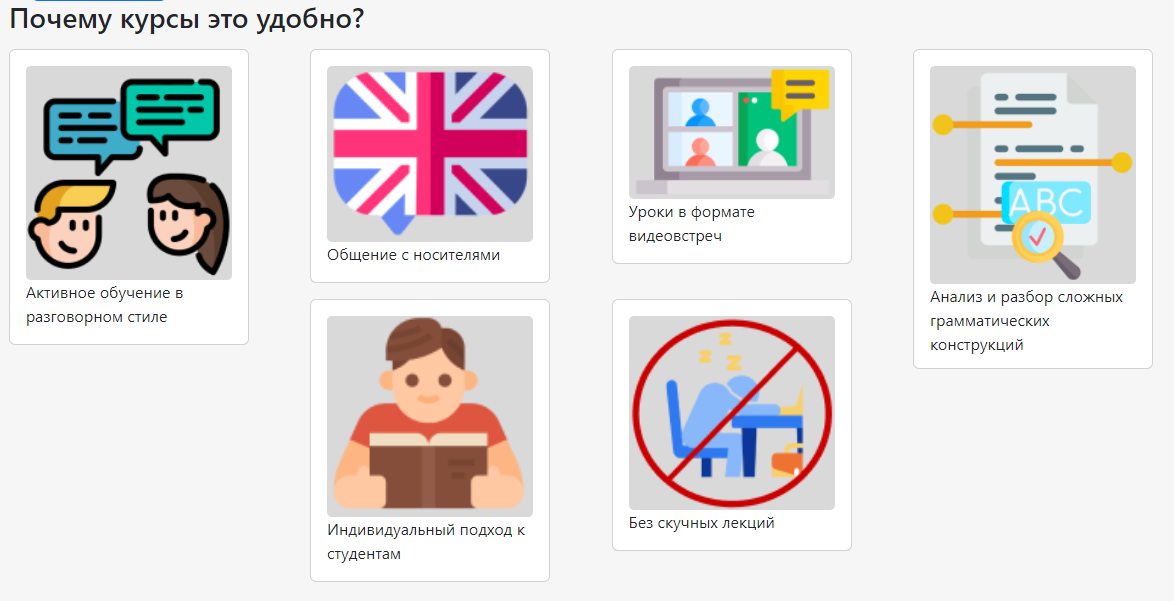 Почему курсы это удобно?
Активное обучение в
разговорном стиле
Общение с носителями
Уроки в формате
видеовстреч
ABC
Анализ и разбор сложных
грамматических
конструкций
Индивидуальный подход к
студентам
z
z
z
Без скучных лекций